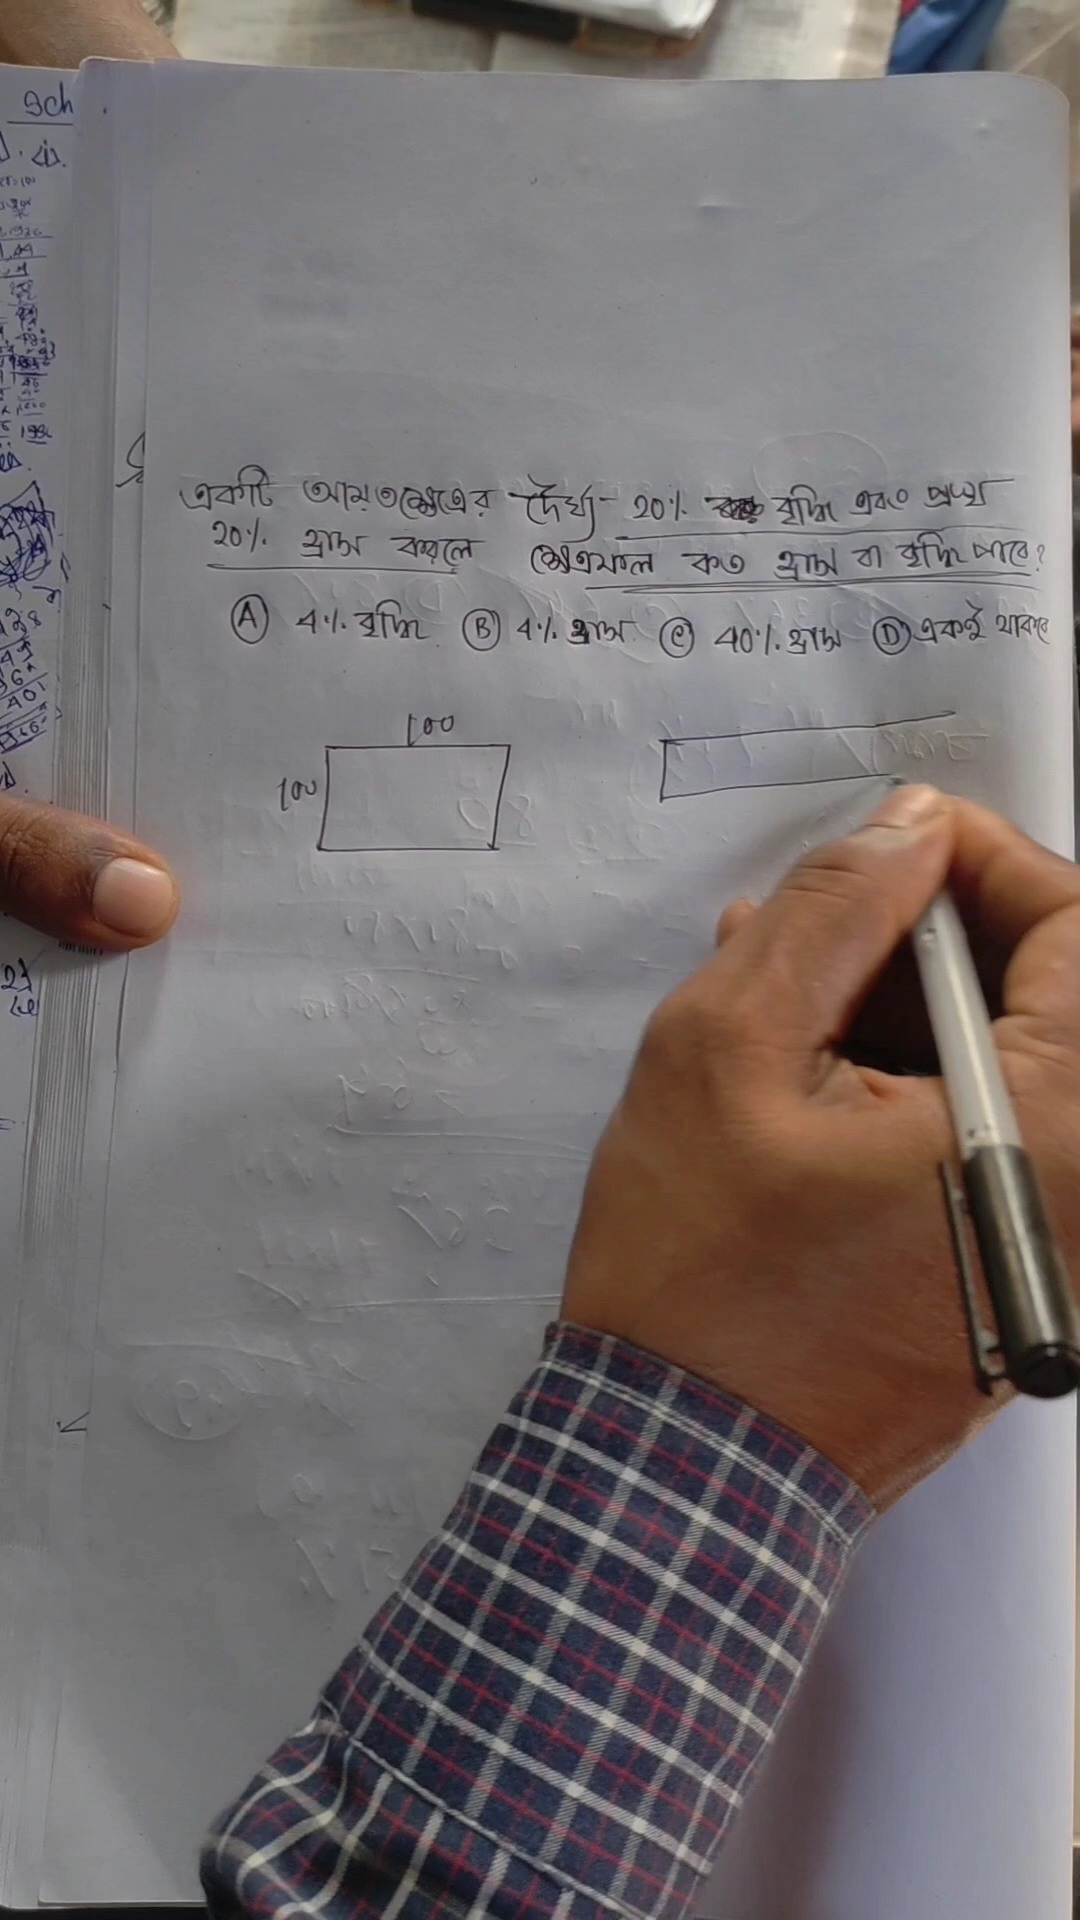 একটি আয়তক্ষেত্রের দৈর্ঘ্য 20% বৃদ্ধি এবং প্রস্থ
20% হ্রাস করলে ক্ষেত্রফল কত হ্রাস বা বৃদ্ধি পাবে?
Ⓐ 4% বৃদ্ধি Ⓑ 4% হ্রাস Ⓒ 40% হ্রাস Ⓓ একই থাকবে
100
100